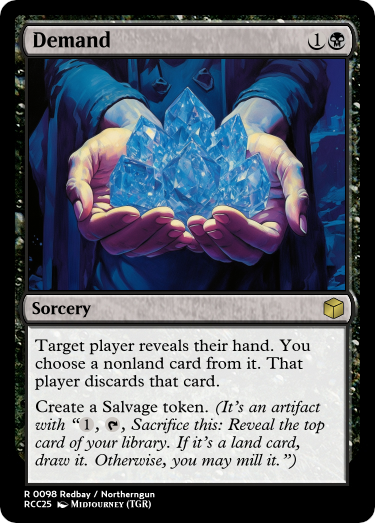 Demand 1
Sorcery
Target player reveals their hand. You
choose a nonland card from it. That
player discards that card.
Create a Salvage token. (It's an artifact
with “1, , Sacrifice this: Reveal the top
card of your library. If it's a land card,
draw it. Otherwise, you may mill it.”)
R 0098 Redbay / Northerngun
RCC25 Midjourney (TGR)